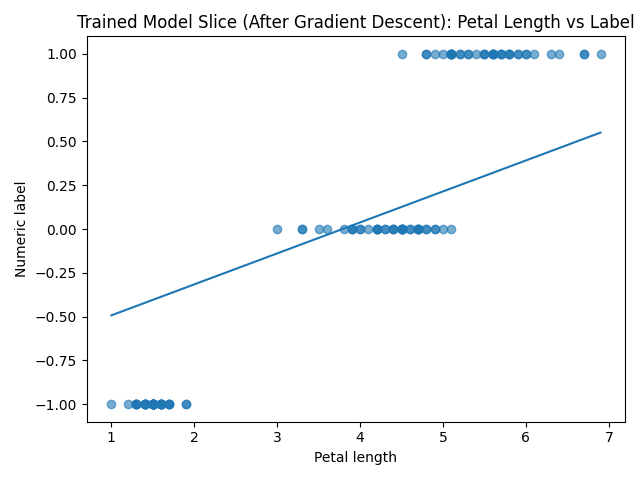 Trained Model Slice (After Gradient Descent): Petal Length vs Label
1.00
0.75
0.50
0.25
0.00
−0.25
−0.50
−0.75
−1.00
Numeric label
1 2 3 4 5 6 7
Petal length